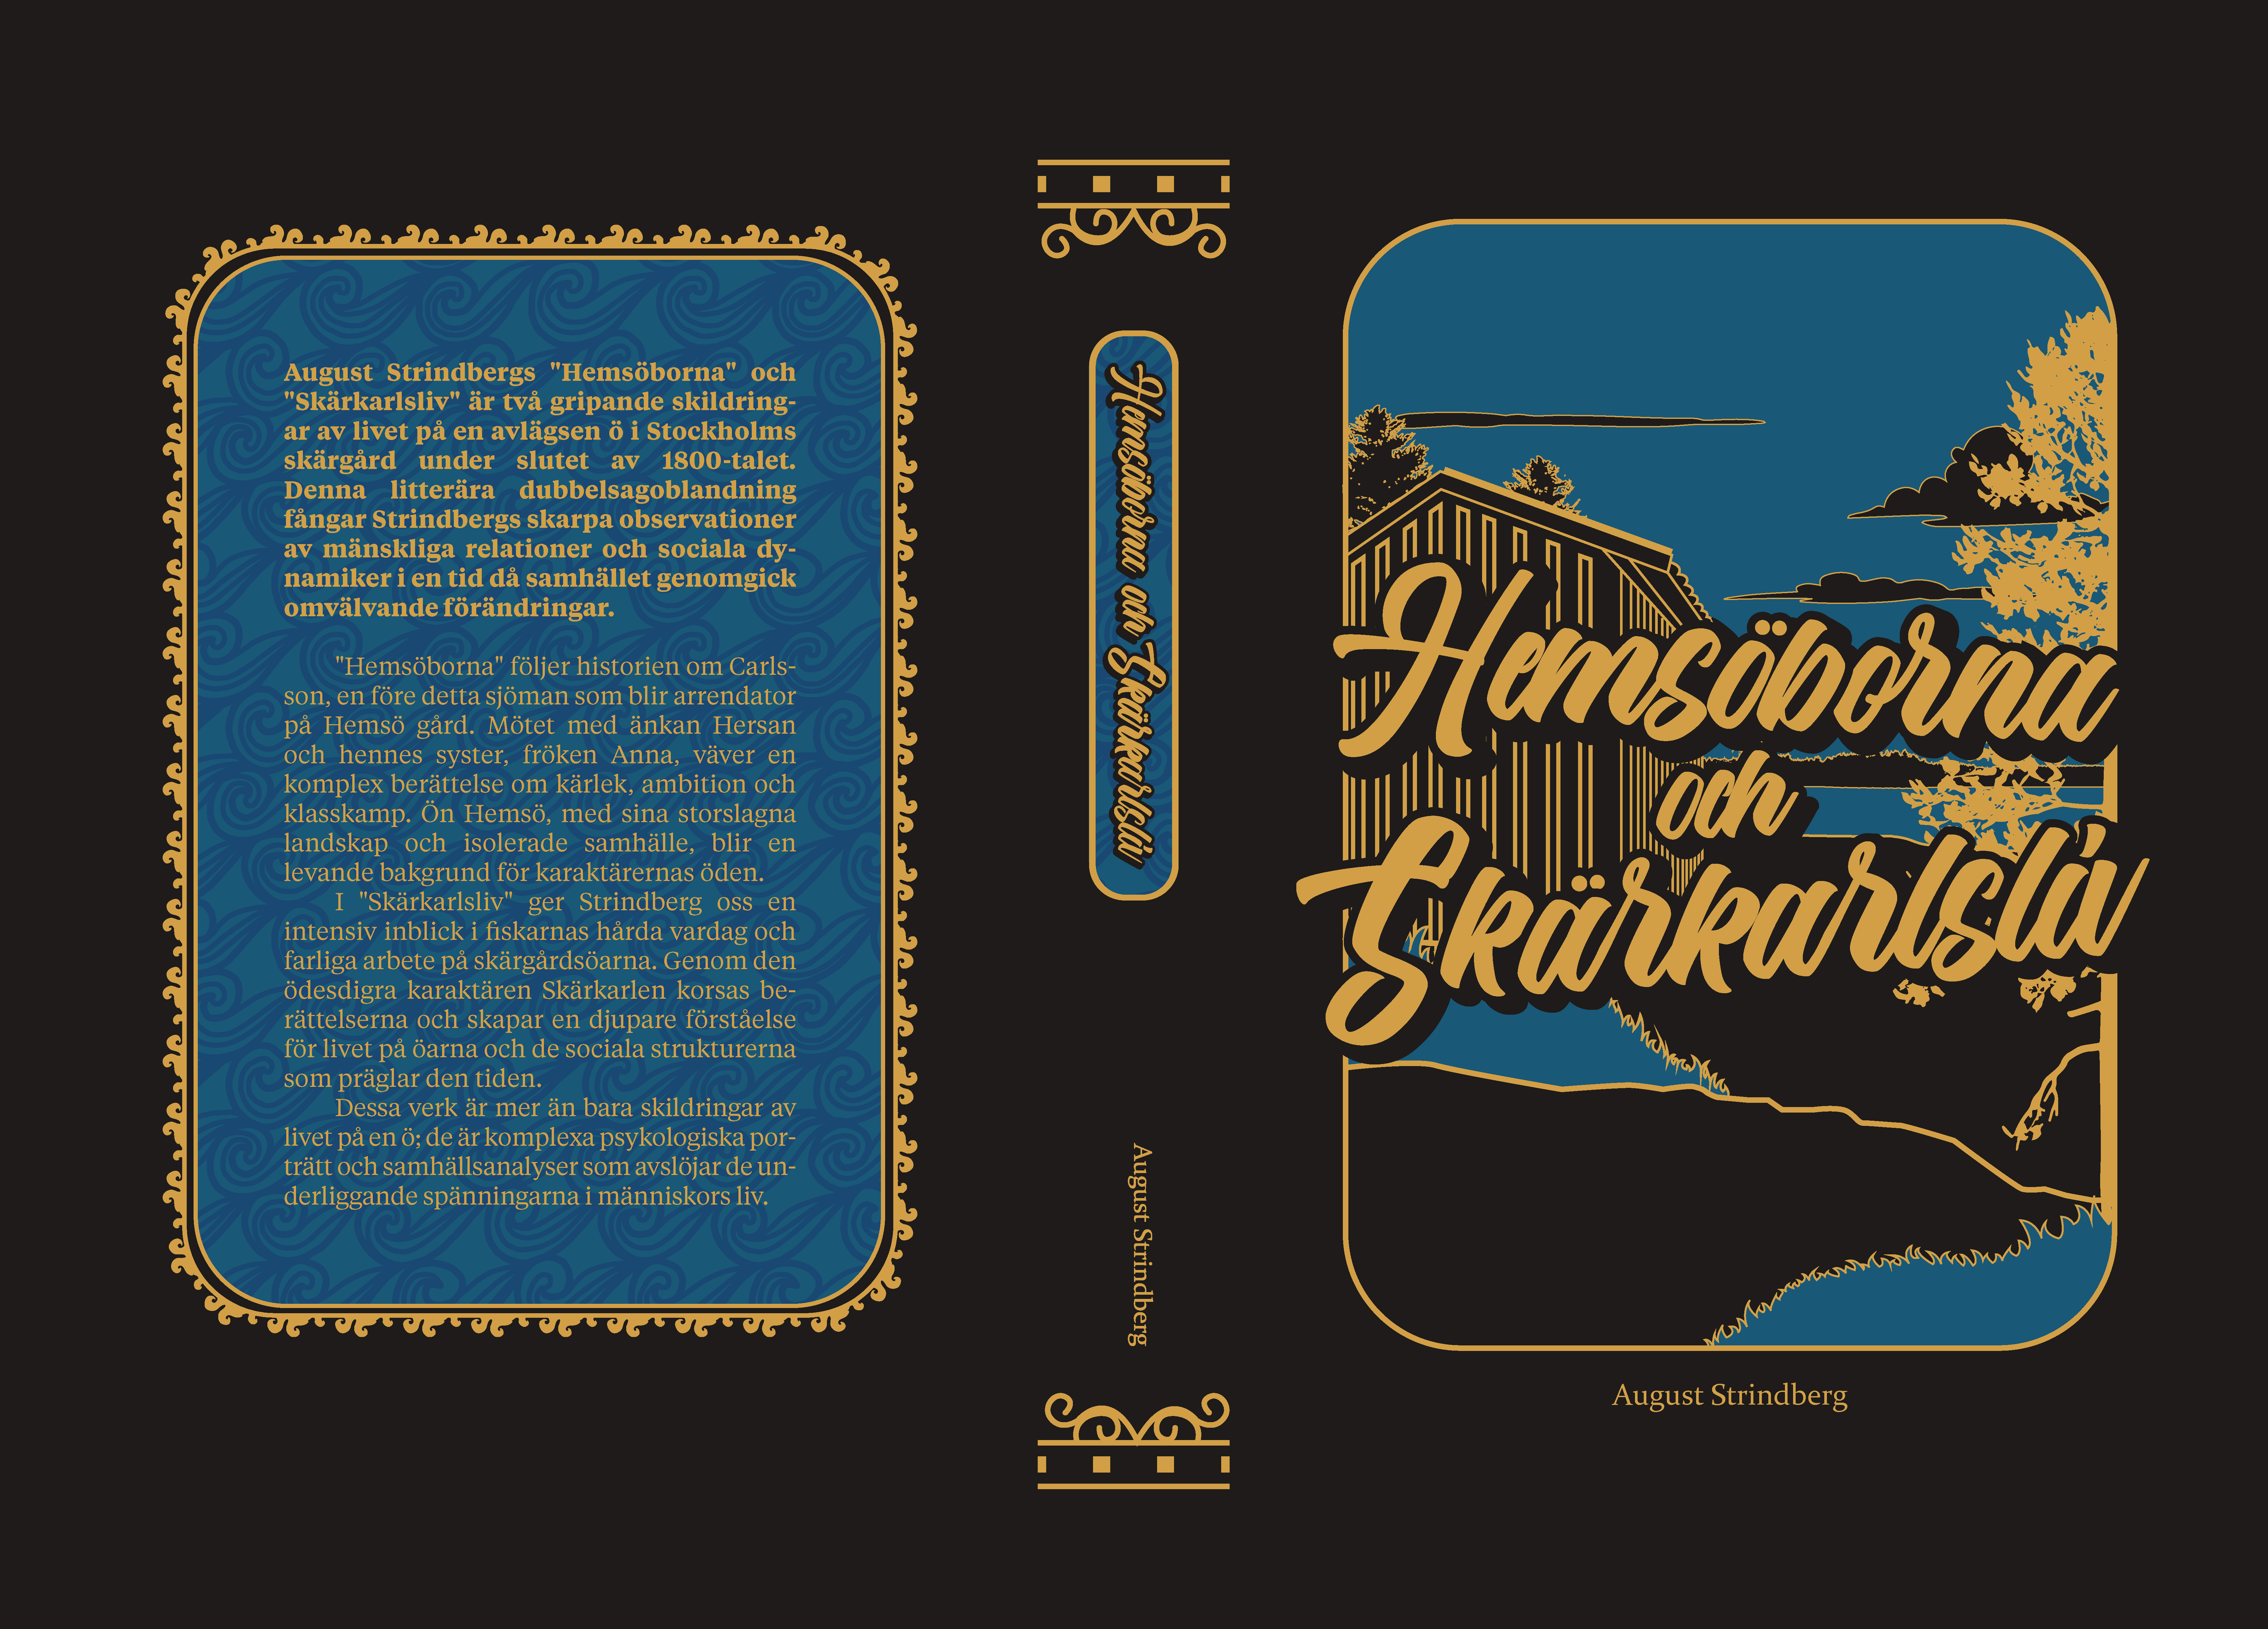 August Strindbergs "Hemsöborna" och
"Skärkarlsliv" är två gripande skildring-
ar av livet på en avlägsen ö i Stockholms
skärgård under slutet av 1800-talet.
Denna litterära dubbelsagoblandning
fångar Strindbergs skarpa observationer
av mänskliga relationer och sociala dy-
namiker i en tid då samhället genomgick
omvälvande förändringar.
"Hemsöborna" följer historien om Carls-
son, en före detta sjöman som blir arrendator
på Hemsö gård. Mötet med änkan Hersan
och hennes syster, fröken Anna, väver en
komplex berättelse om kärlek, ambition och
klasskamp. Ön Hemsö, med sina storslagna
landskap och isolerade samhälle, blir en
levande bakgrund för karaktärernas öden.
I "Skärkarlsliv" ger Strindberg oss en
intensiv inblick i fiskarnas hårda vardag och
farliga arbete på skärgårdsöarna. Genom den
ödesdigra karaktären Skärkarlen korsas be-
rättelserna och skapar en djupare förståelse
för livet på öarna och de sociala strukturerna
som präglar den tiden.
Dessa verk är mer än bara skildringar av
livet på en ö; de är komplexa psykologiska por-
trätt och samhällsanalyser som avslöjar de un-
derliggande spänningarna i människors liv.
Hemsöborna och Skärkarlsliv
August Strindberg
Hemsöborna
och
Skärkarlsliv
August Strindberg